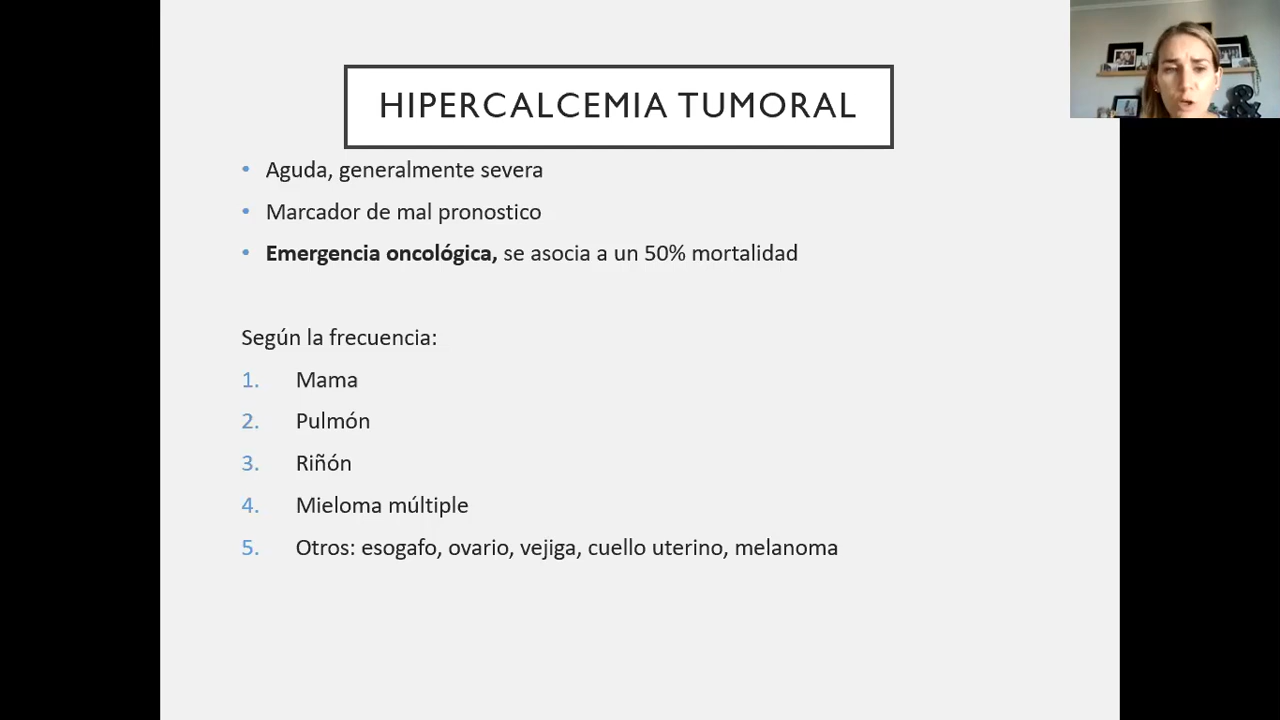 HIPERCALCEMIA TUMORAL
• Aguda, generalmente severa
• Marcador de mal pronostico
• Emergencia oncológica, se asocia a un 50% mortalidad
Según la frecuencia:
1. Mama
2. Pulmón
3. Riñón
4. Mieloma múltiple
5. Otros: esogafo, ovario, vejiga, cuello uterino, melanoma